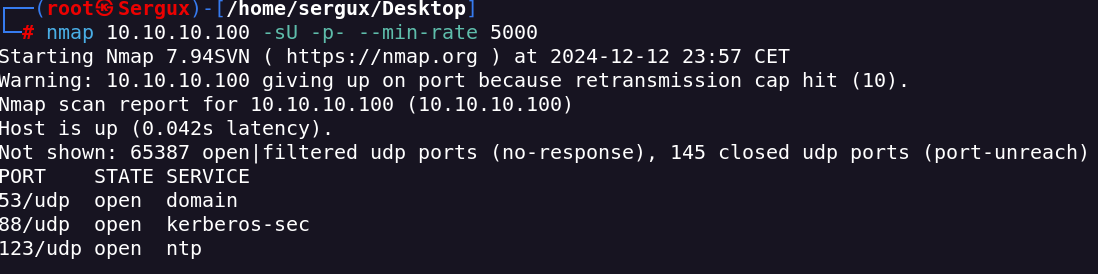 ┌──(root㉿Sergux)-[/home/sergux/Desktop]
└─# nmap 10.10.10.100 -sU -p- --min-rate 5000
Starting Nmap 7.94SVN ( https://nmap.org ) at 2024-12-12 23:57 CET
Warning: 10.10.10.100 giving up on port because retransmission cap hit (10).
Nmap scan report for 10.10.10.100 (10.10.10.100)
Host is up (0.042s latency).
Not shown: 65387 open|filtered udp ports (no-response), 145 closed udp ports (port-unreach)
PORT    STATE SERVICE
53/udp  open  domain
88/udp  open  kerberos-sec
123/udp open  ntp